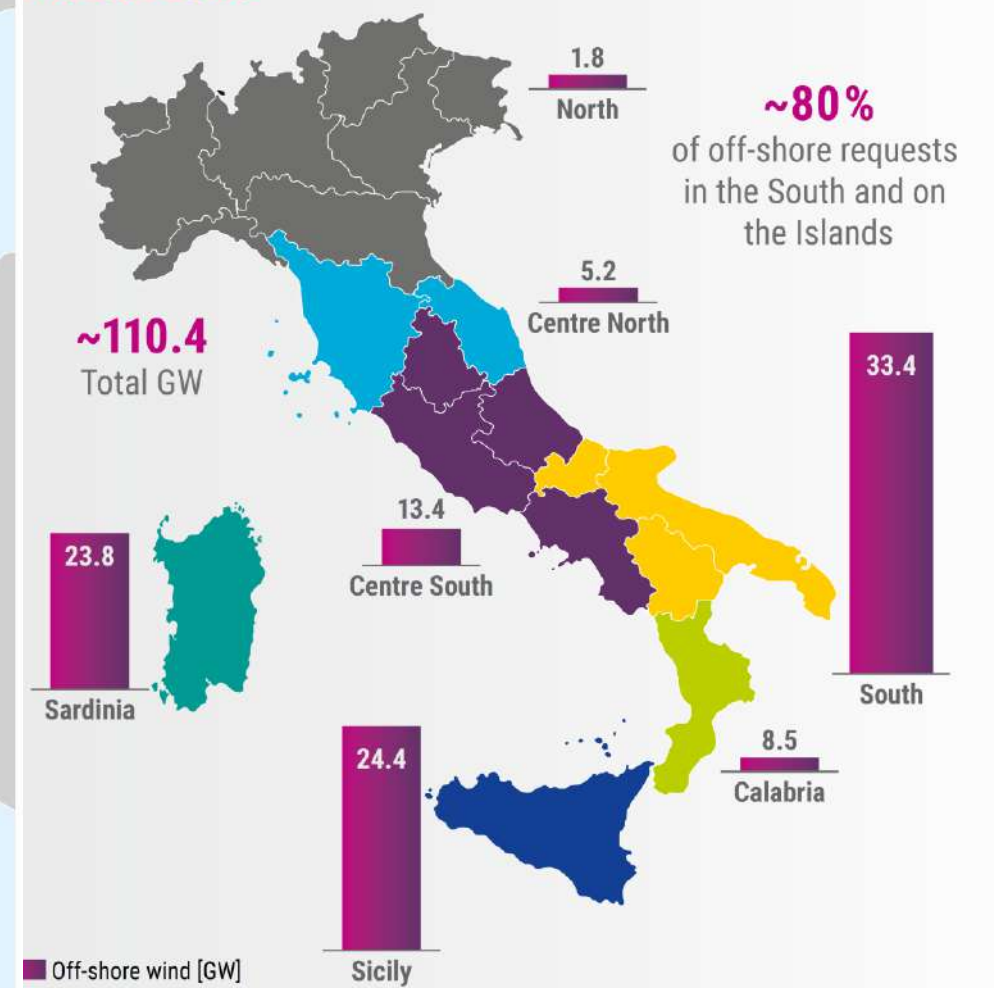 1.8
North
~80%
of off-shore requests
in the South and on
the Islands
5.2
Centre North
~110.4
Total GW
33.4
South
13.4
Centre South
23.8
Sardinia
8.5
Calabria
24.4
Sicily
Off-shore wind [GW]